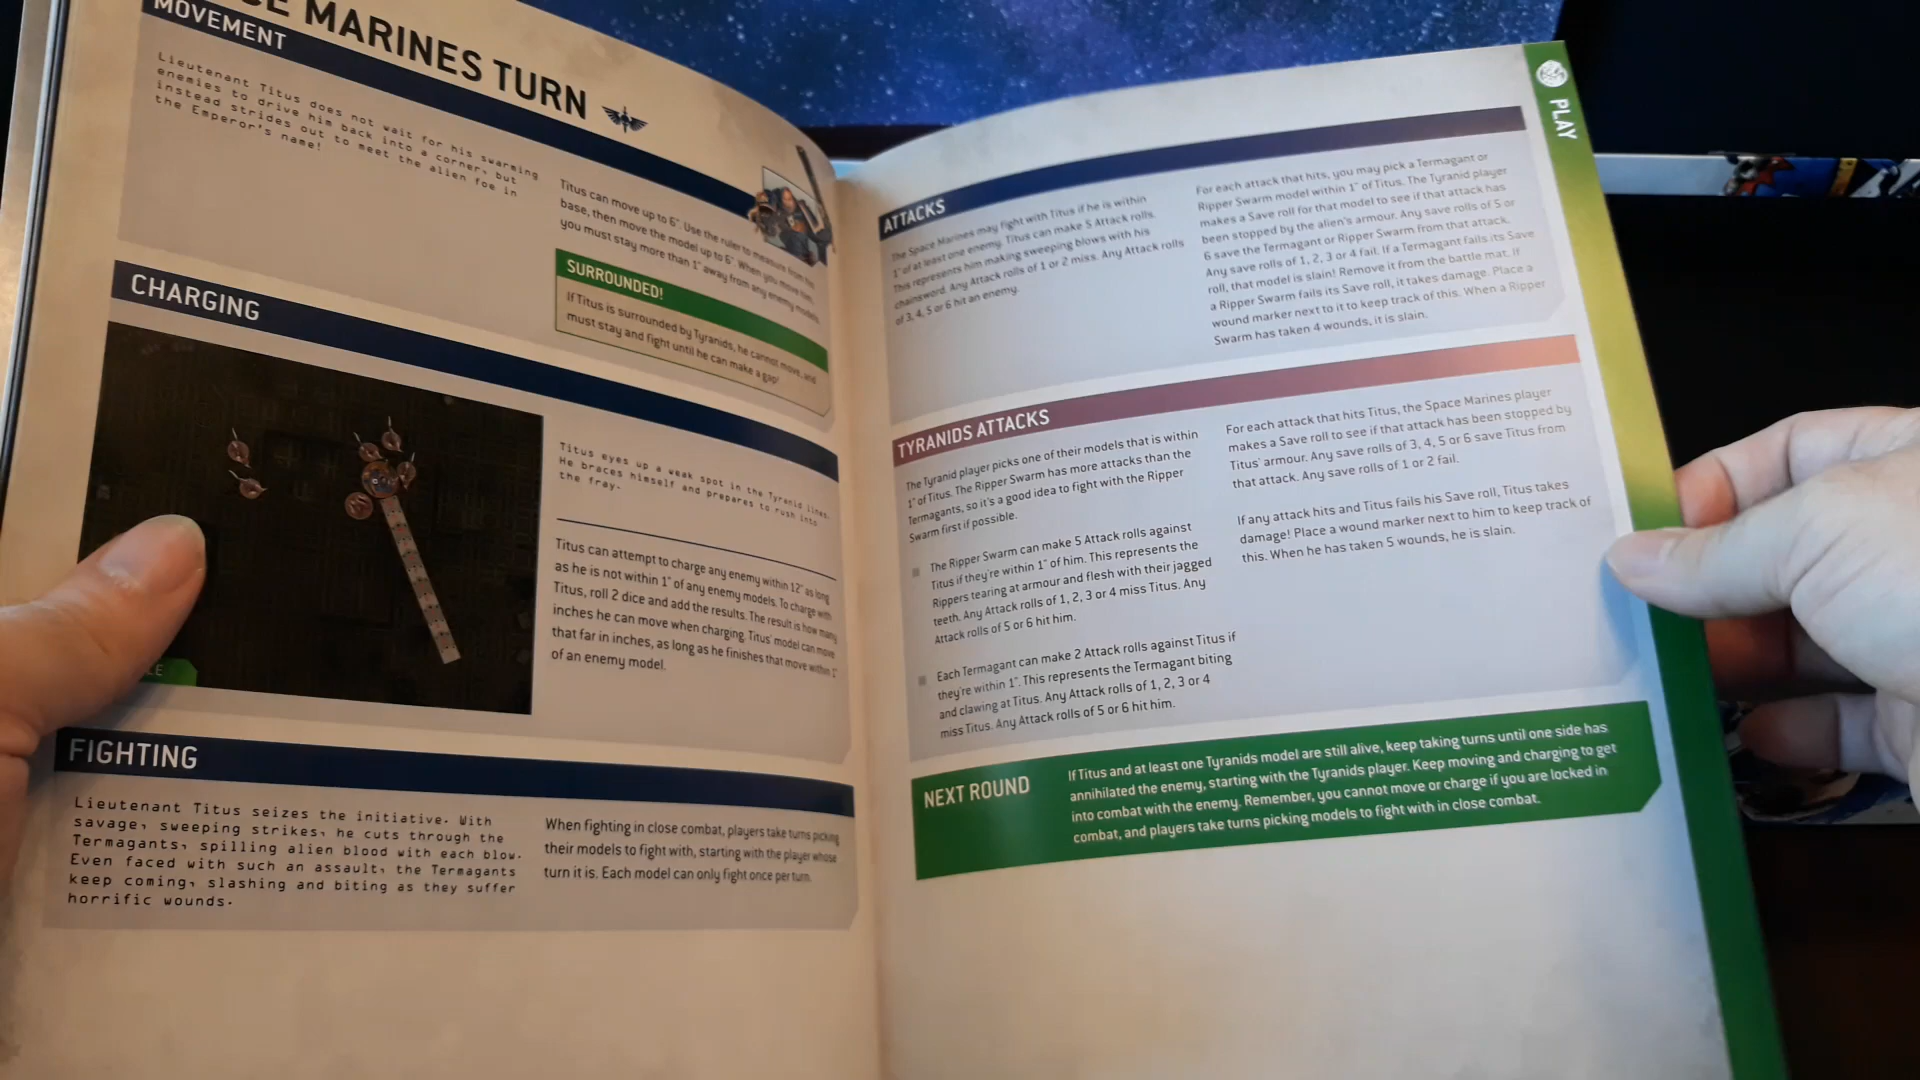 CE MARINES TURN
MOVEMENT
Lieutenant Titus does not wait for his swarming
enemies to drive him back into a corner, but
instead strides out to meet the alien foe in
the Emperor's name!
Titus can move up to 6". Use the ruler to measure from his
base, then move the model up to 6". When you move him,
you must stay more than 1" away from any enemy models.
SURROUNDED!
If Titus is surrounded by Tyranids, he cannot move, and
must stay and fight until he can make a gap!
CHARGING
LE
Titus eyes up a weak spot in the Tyranid lines.
He braces himself and prepares to rush into
the fray.
Titus can attempt to charge any enemy within 12" as long
as he is not within 1" of any enemy models. To charge with
Titus, roll 2 dice and add the results. The result is how many
inches he can move when charging. Titus' model can move
that far in inches, as long as he finishes that move within 1"
of an enemy model.
FIGHTING
Lieutenant Titus seizes the initiative. With
savage, sweeping strikes, he cuts through the
Termagants, spilling alien blood with each blow.
Even faced with such an assault, the Termagants
keep coming, slashing and biting as they suffer
horrific wounds.
When fighting in close combat, players take turns picking
their models to fight with, starting with the player whose
turn it is. Each model can only fight once per turn.
PLAY
ATTACKS
The Space Marines may fight with Titus if he is within
1" of at least one enemy. Titus can make 5 Attack rolls.
This represents him making sweeping blows with his
chainsword. Any Attack rolls of 1 or 2 miss. Any Attack rolls
of 3, 4, 5 or 6 hit an enemy.
For each attack that hits, you may pick a Termagant or
Ripper Swarm model within 1" of Titus. The Tyranid player
makes a Save roll for that model to see if that attack has
been stopped by the alien's armour. Any save rolls of 5 or
6 save the Termagant or Ripper Swarm from that attack.
Any save rolls of 1, 2, 3 or 4 fail. If a Termagant fails its Save
roll, that model is slain! Remove it from the battle mat. If
a Ripper Swarm fails its Save roll, it takes damage. Place a
wound marker next to it to keep track of this. When a Ripper
Swarm has taken 4 wounds, it is slain.
TYRANIDS ATTACKS
The Tyranid player picks one of their models that is within
1" of Titus. The Ripper Swarm has more attacks than the
Termagants, so it's a good idea to fight with the Ripper
Swarm first if possible.
The Ripper Swarm can make 5 Attack rolls against
Titus if they're within 1" of him. This represents the
Rippers tearing at armour and flesh with their jagged
teeth. Any Attack rolls of 1, 2, 3 or 4 miss Titus. Any
Attack rolls of 5 or 6 hit him.
Each Termagant can make 2 Attack rolls against Titus if
they're within 1". This represents the Termagant biting
and clawing at Titus. Any Attack rolls of 1, 2, 3 or 4
miss Titus. Any Attack rolls of 5 or 6 hit him.
For each attack that hits Titus, the Space Marines player
makes a Save roll to see if that attack has been stopped by
Titus' armour. Any save rolls of 3, 4, 5 or 6 save Titus from
that attack. Any save rolls of 1 or 2 fail.
If any attack hits and Titus fails his Save roll, Titus takes
damage! Place a wound marker next to him to keep track of
this. When he has taken 5 wounds, he is slain.
NEXT ROUND
If Titus and at least one Tyranids model are still alive, keep taking turns until one side has
annihilated the enemy, starting with the Tyranids player. Keep moving and charging to get
into combat with the enemy. Remember, you cannot move or charge if you are locked in
combat, and players take turns picking models to fight with in close combat.